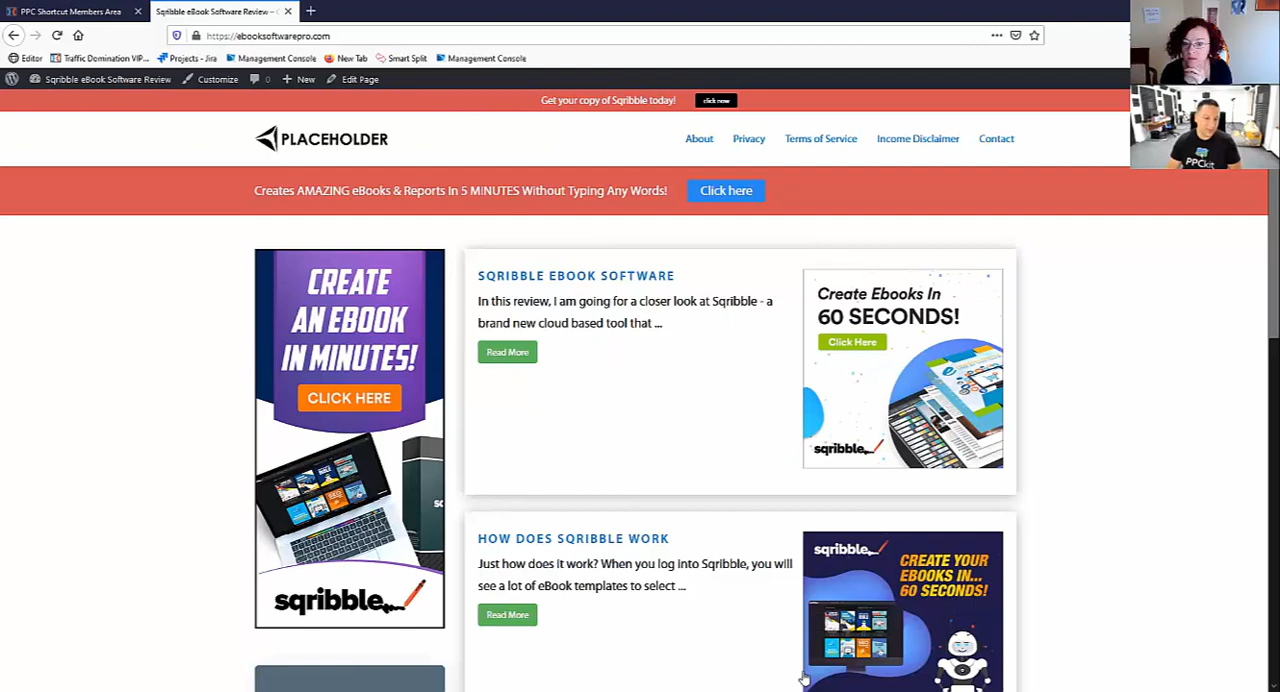 PPC Shortcut Members Area
Sqribble eBook Software Review –
https://ebooksoftwarepro.com
Editor
Traffic Domination VIP...
Projects - Jira
Management Console
New Tab
Smart Split
Management Console
Sqribble eBook Software Review
Customize
0
New
Edit Page
Get your copy of Sqribble today!
click now
PLACEHOLDER
About
Privacy
Terms of Service
Income Disclaimer
Contact
PPCkit
Creates AMAZING eBooks & Reports In 5 MINUTES Without Typing Any Words!
Click here
CREATE
AN EBOOK
IN MINUTES!
CLICK HERE
sqribble
SQRIBBLE EBOOK SOFTWARE
In this review, I am going for a closer look at Sqribble - a
brand new cloud based tool that ...
Read More
Create Ebooks In
60 SECONDS!
Click Here
sqribble
HOW DOES SQRIBBLE WORK
Just how does it work? When you log into Sqribble, you will
see a lot of eBook templates to select ...
Read More
sqribble
CREATE YOUR
EBOOKS IN...
60 SECONDS!